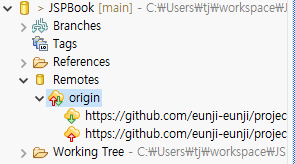 JSPBook [main] - C:₩Users₩tj₩workspace₩J
Branches
Tags
References
Remotes
origin
https://github.com/eunji-eunji/projec
https://github.com/eunji-eunji/projec
Working Tree - C:₩Users₩tj₩workspace₩JS